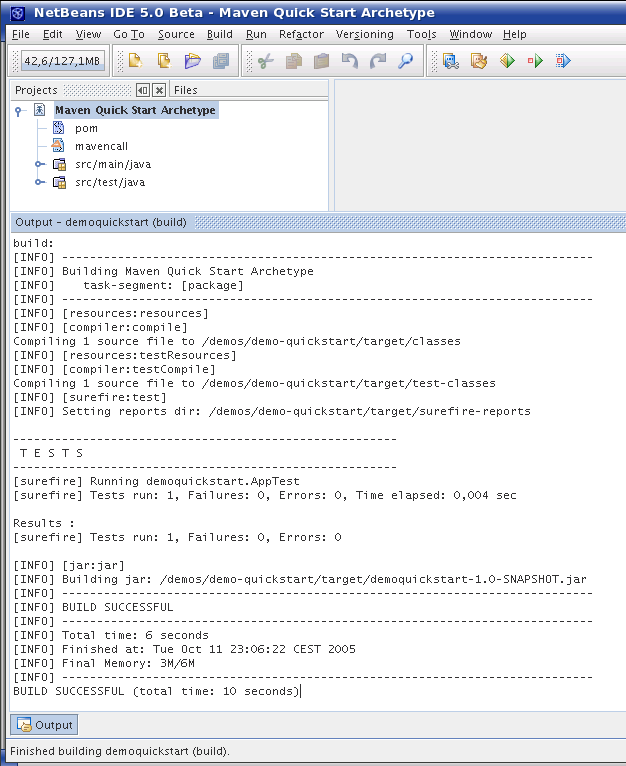 NetBeans IDE 5.0 Beta - Maven Quick Start Archetype
File Edit View Go To Source Build Run Refactor Versioning Tools Window Help
42,6/127,1MB
Projects Files
Maven Quick Start Archetype
pom
mavencall
src/main/java
src/test/java
Output - demoquickstart (build)
build:
[INFO] ----------------------------------------------------------------------------
[INFO] Building Maven Quick Start Archetype
[INFO]    task-segment: [package]
[INFO] ----------------------------------------------------------------------------
[INFO] [resources:resources]
[INFO] [compiler:compile]
Compiling 1 source file to /demos/demo-quickstart/target/classes
[INFO] [resources:testResources]
[INFO] [compiler:testCompile]
Compiling 1 source file to /demos/demo-quickstart/target/test-classes
[INFO] [surefire:test]
[INFO] Setting reports dir: /demos/demo-quickstart/target/surefire-reports
-------------------------------------------------------
 T E S T S
-------------------------------------------------------
[surefire] Running demoquickstart.AppTest
[surefire] Tests run: 1, Failures: 0, Errors: 0, Time elapsed: 0,004 sec
Results :
[surefire] Tests run: 1, Failures: 0, Errors: 0
[INFO] [jar:jar]
[INFO] Building jar: /demos/demo-quickstart/target/demoquickstart-1.0-SNAPSHOT.jar
[INFO] ----------------------------------------------------------------------------
[INFO] BUILD SUCCESSFUL
[INFO] ----------------------------------------------------------------------------
[INFO] Total time: 6 seconds
[INFO] Finished at: Tue Oct 11 23:06:22 CEST 2005
[INFO] Final Memory: 3M/6M
[INFO] ----------------------------------------------------------------------------
BUILD SUCCESSFUL (total time: 10 seconds)
Output
Finished building demoquickstart (build).